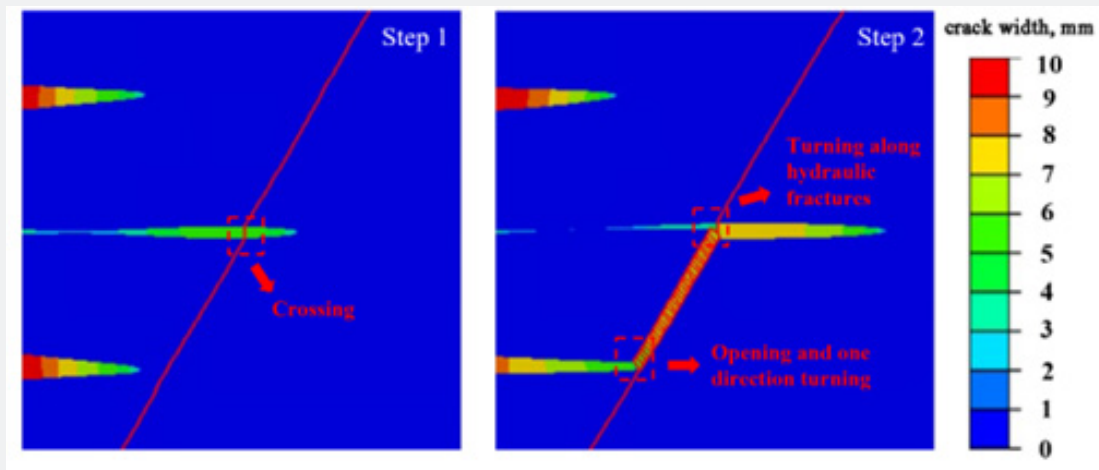 Step 1
Crossing
Step 2
Turning along
hydraulic
fractures
Opening and one
direction turning
crack width, mm
10
9
8
7
6
5
4
3
2
1
0